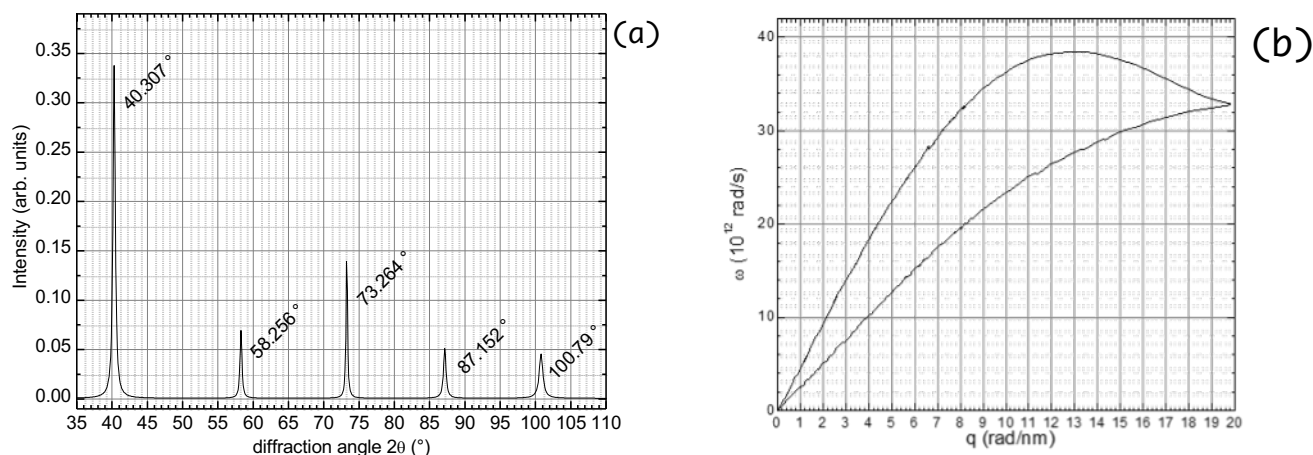 (a)
Intensity (arb. units)
0.35
0.30
0.25
0.20
0.15
0.10
0.05
0.00
40.307°
58.256°
73.264°
87.152°
100.79°
35 40 45 50 55 60 65 70 75 80 85 90 95 100 105 110
diffraction angle 2θ (°)
(b)
ω (10¹² rad/s)
40
30
20
10
0
0 1 2 3 4 5 6 7 8 9 10 11 12 13 14 15 16 17 18 19 20
q (rad/nm)